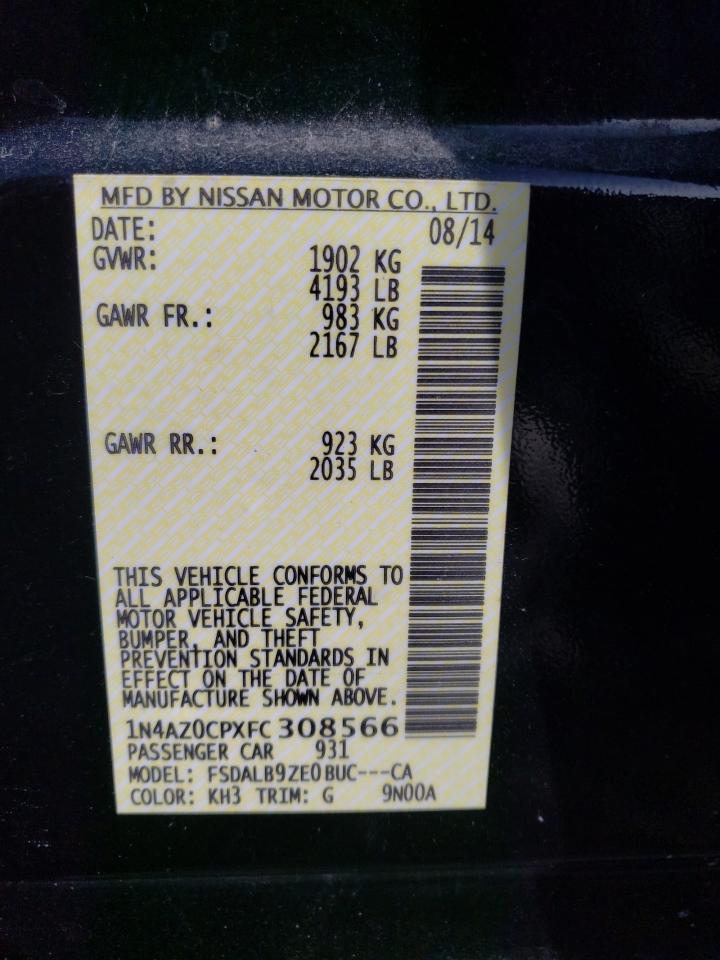 MFD BY NISSAN MOTOR CO., LTD.
DATE: 08/14
GVWR: 1902 KG
4193 LB
GAWR FR.: 983 KG
2167 LB
GAWR RR.: 923 KG
2035 LB
THIS VEHICLE CONFORMS TO
ALL APPLICABLE FEDERAL
MOTOR VEHICLE SAFETY,
BUMPER, AND THEFT
PREVENTION STANDARDS IN
EFFECT ON THE DATE OF
MANUFACTURE SHOWN ABOVE.
1N4AZ0CPXFC 308566
PASSENGER CAR 931
MODEL: FSDALB9ZE0BUC---CA
COLOR: KH3 TRIM: G 9N00A